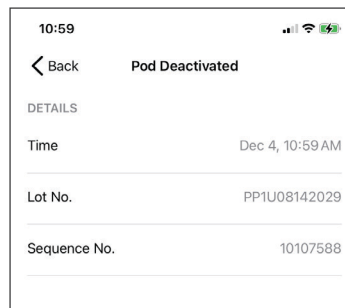 10:59
Back Pod Deactivated
DETAILS
Time Dec 4, 10:59 AM
Lot No. PP1U08142029
Sequence No. 10107588